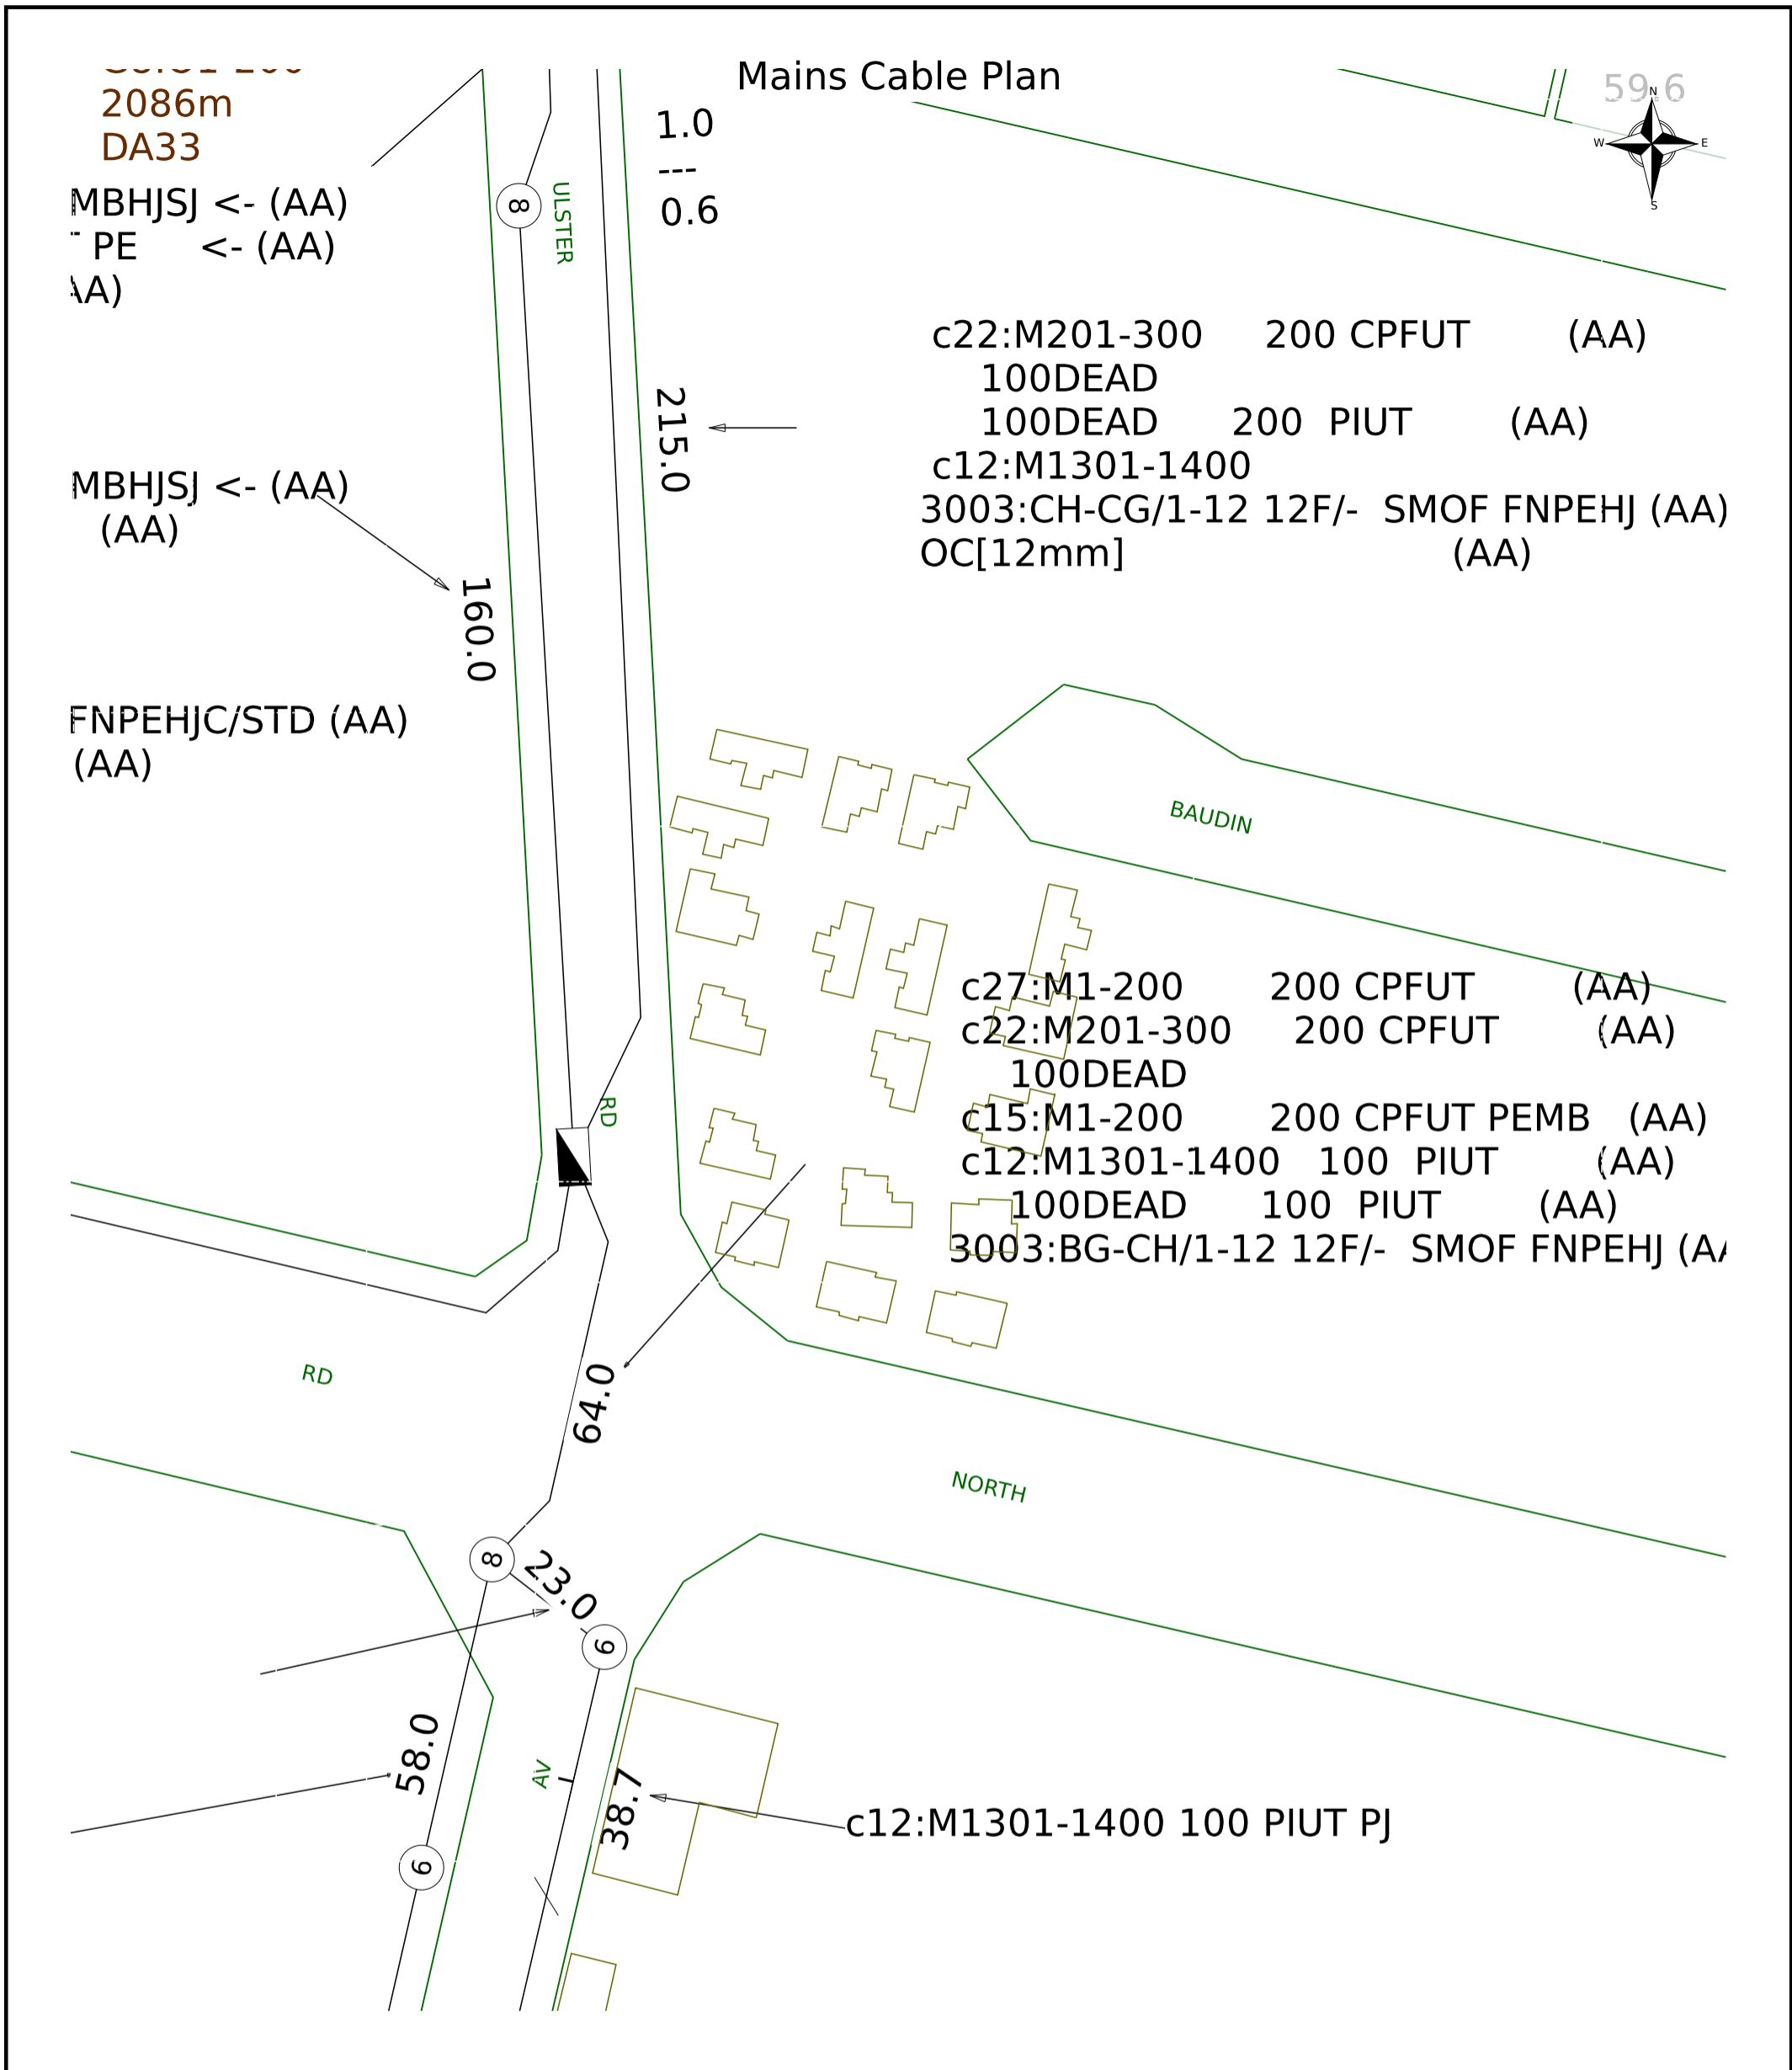 Mains Cable Plan
59.6
N
W
E
S
2086m
DA33
MBHJSJ <- (AA)
PE <- (AA)
AA)
8
ULSTER
1.0
---
0.6
c22:M201-300 200 CPFUT (AA)
100DEAD
100DEAD 200 PIUT (AA)
c12:M1301-1400
3003:CH-CG/1-12 12F/- SMOF FNPEHJ (AA)
OC[12mm] (AA)
215.0
MBHJSJ <- (AA)
(AA)
160.0
FNPEHJC/STD (AA)
(AA)
BAUDIN
c27:M1-200 200 CPFUT (AA)
c22:M201-300 200 CPFUT (AA)
100DEAD
c15:M1-200 200 CPFUT PEMB (AA)
c12:M1301-1400 100 PIUT (AA)
100DEAD 100 PIUT (AA)
3003:BG-CH/1-12 12F/- SMOF FNPEHJ (AA
RD
RD
64.0
NORTH
8
23.0
6
58.0
AV
38.7
c12:M1301-1400 100 PIUT PJ
6